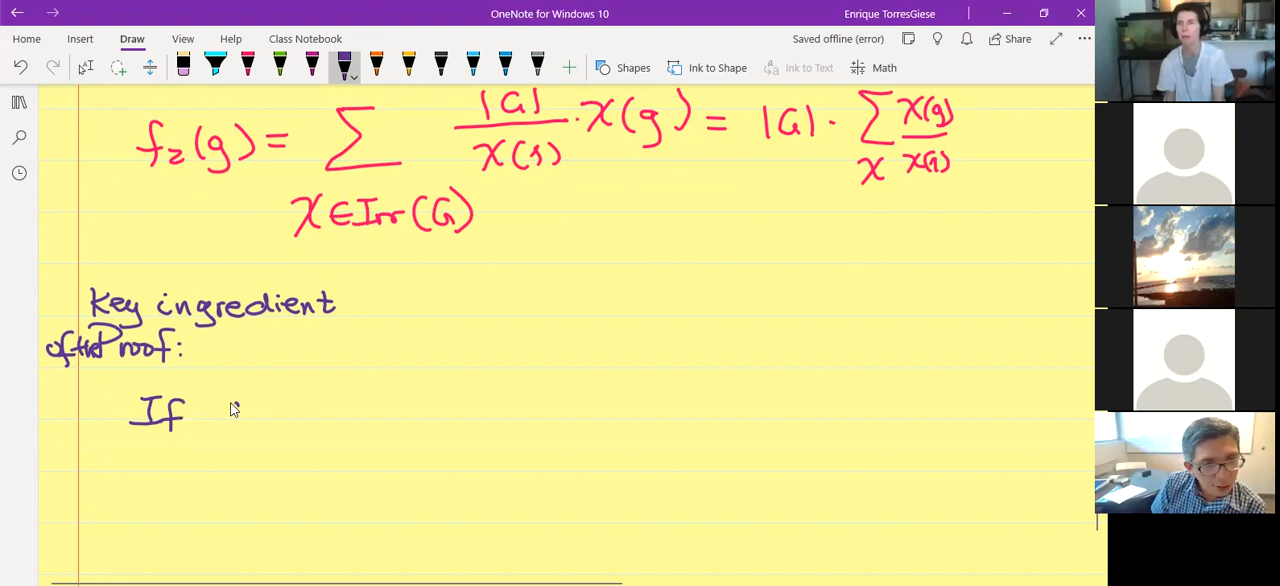 OneNote for Windows 10
Enrique TorresGiese
Home Insert Draw View Help Class Notebook
Saved offline (error) Share
Shapes Ink to Shape Ink to Text Math
f₂(g) = ∑ |G|/χ(1) · χ(g) = |G| · ∑ χ(g)/χ(1)
χ∈Irr(G) χ
Key ingredient
of the Proof:
If